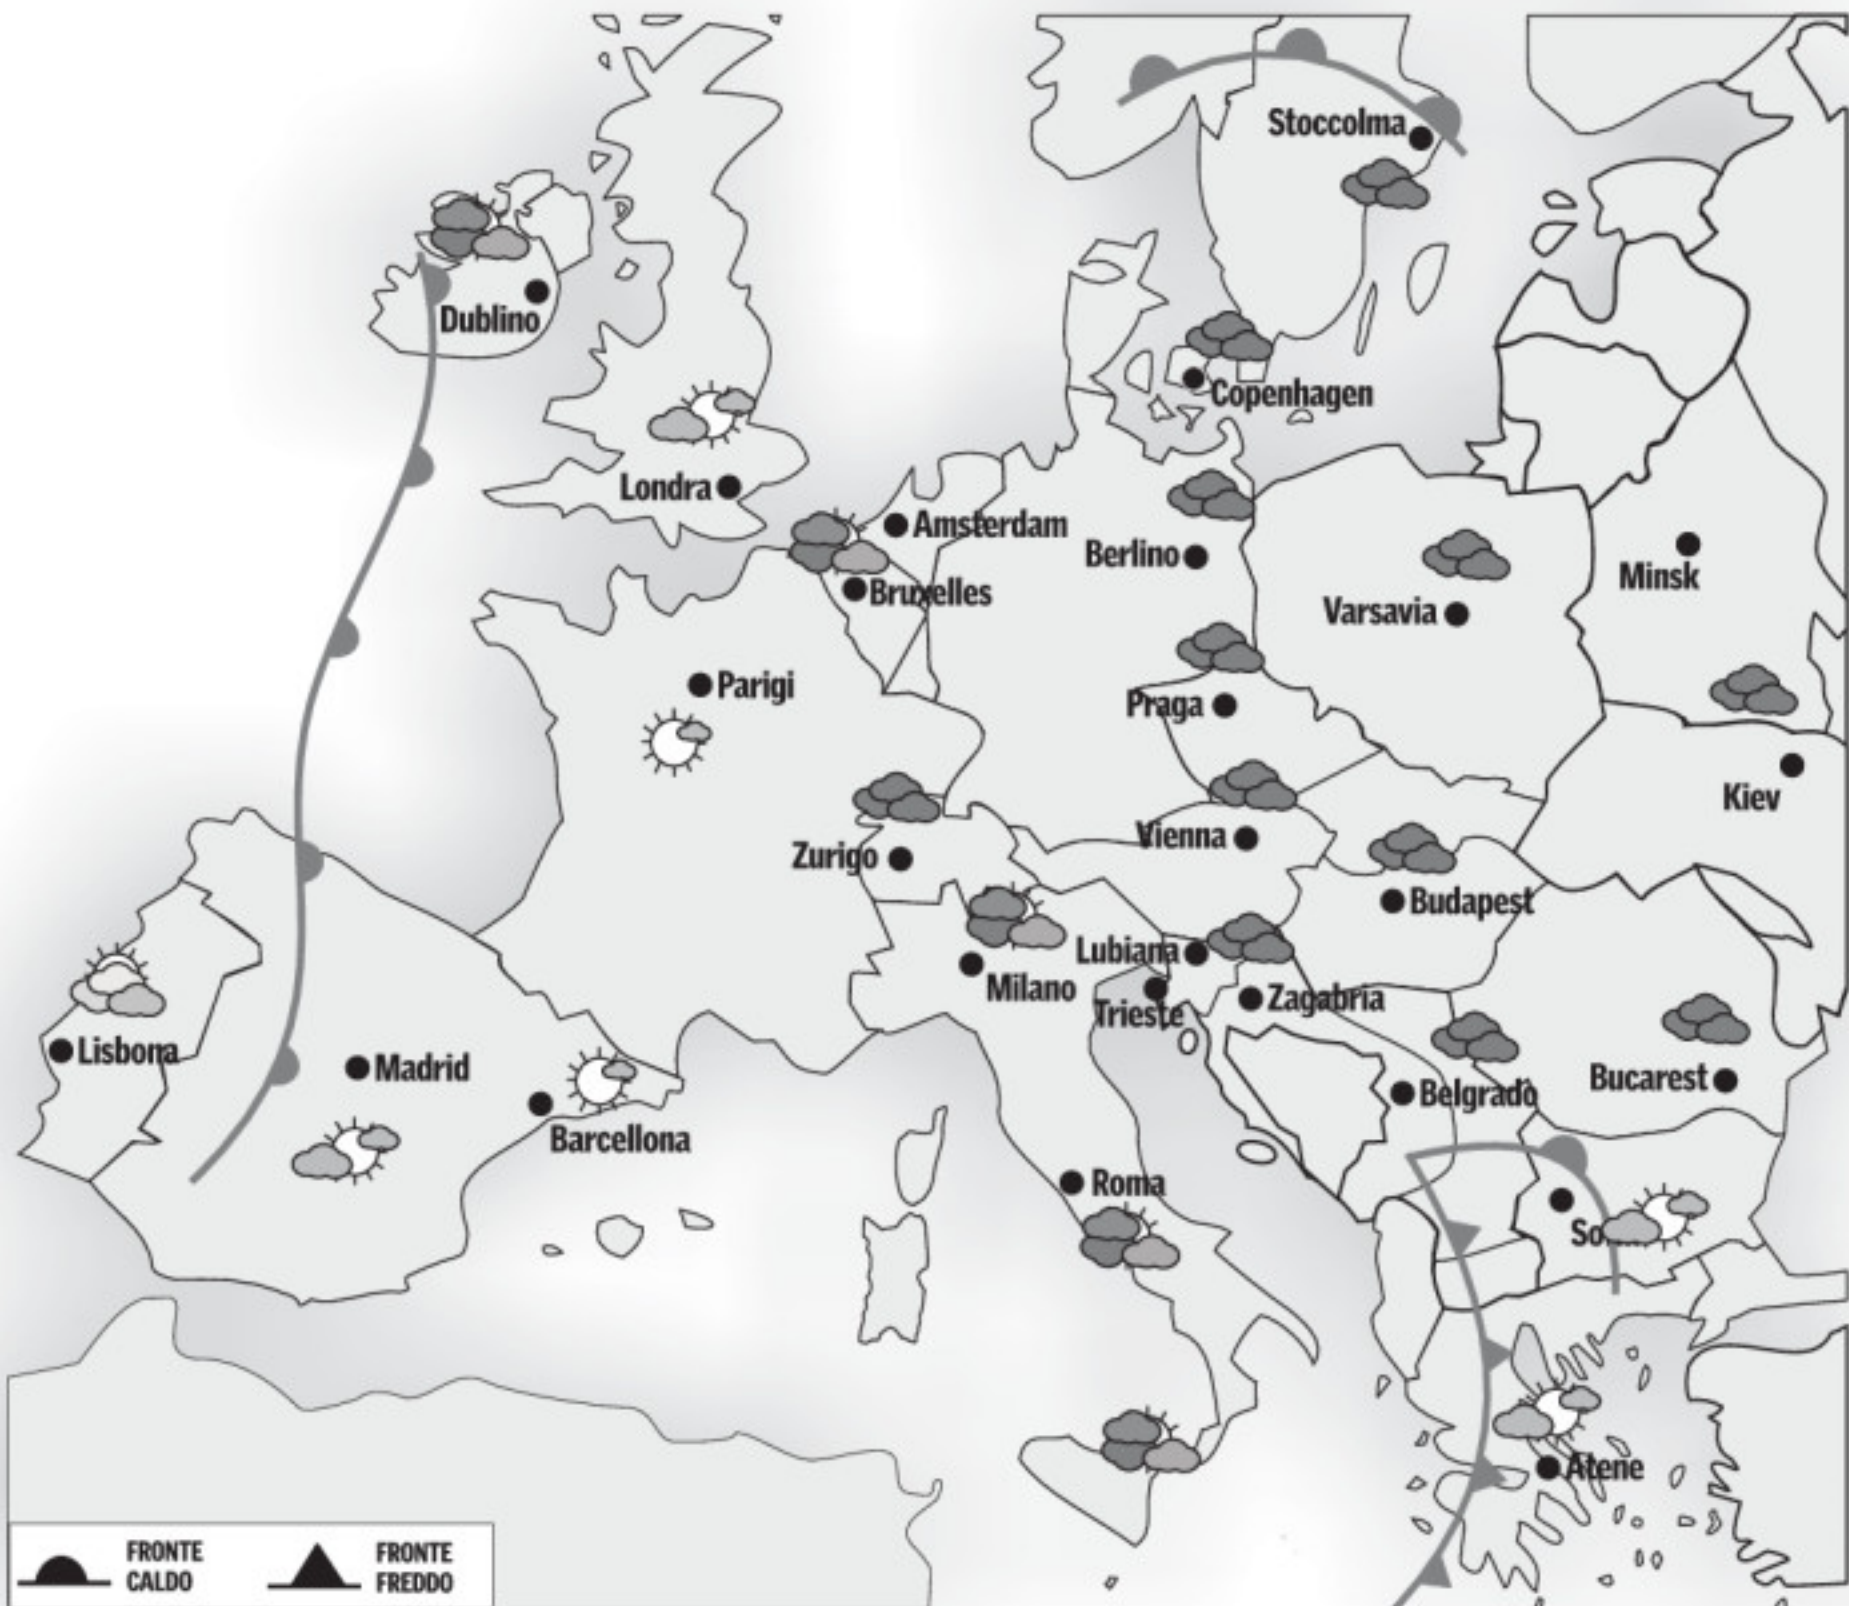 Stoccolma
Dublino
Copenhagen
Londra
Amsterdam
Berlino
Bruxelles
Minsk
Varsavia
Parigi
Praga
Kiev
Vienna
Zurigo
Budapest
Lubiana
Milano
Trieste
Zagabria
Lisbona
Madrid
Belgrado
Bucarest
Barcellona
Roma
Atene
FRONTE
CALDO
FRONTE
FREDDO